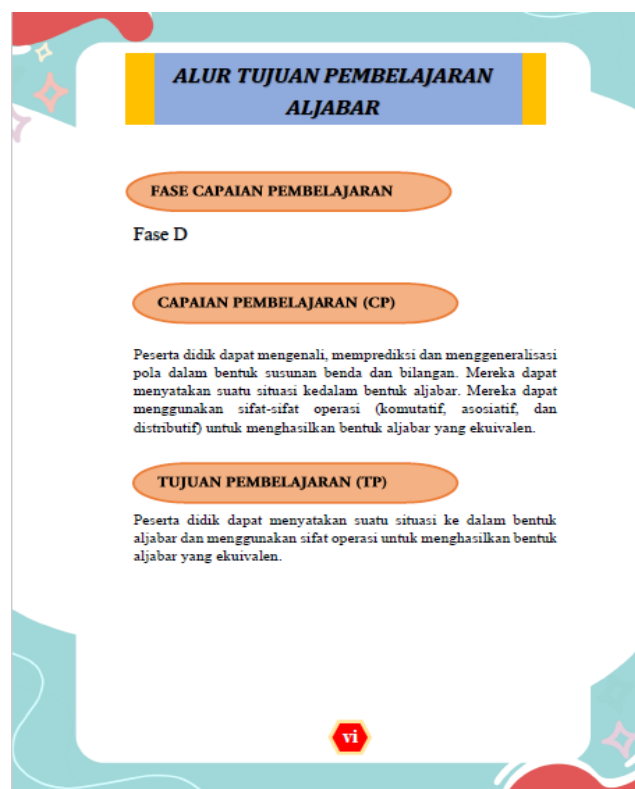 ALUR TUJUAN PEMBELAJARAN
ALJABAR
FASE CAPAIAN PEMBELAJARAN
Fase D
CAPAIAN PEMBELAJARAN (CP)
Peserta didik dapat mengenali, memprediksi dan menggeneralisasi
pola dalam bentuk susunan benda dan bilangan. Mereka dapat
menyatakan suatu situasi kedalam bentuk aljabar. Mereka dapat
menggunakan sifat-sifat operasi (komutatif, asosiatif, dan
distributif) untuk menghasilkan bentuk aljabar yang ekuivalen.
TUJUAN PEMBELAJARAN (TP)
Peserta didik dapat menyatakan suatu situasi ke dalam bentuk
aljabar dan menggunakan sifat operasi untuk menghasilkan bentuk
aljabar yang ekuivalen.
vi